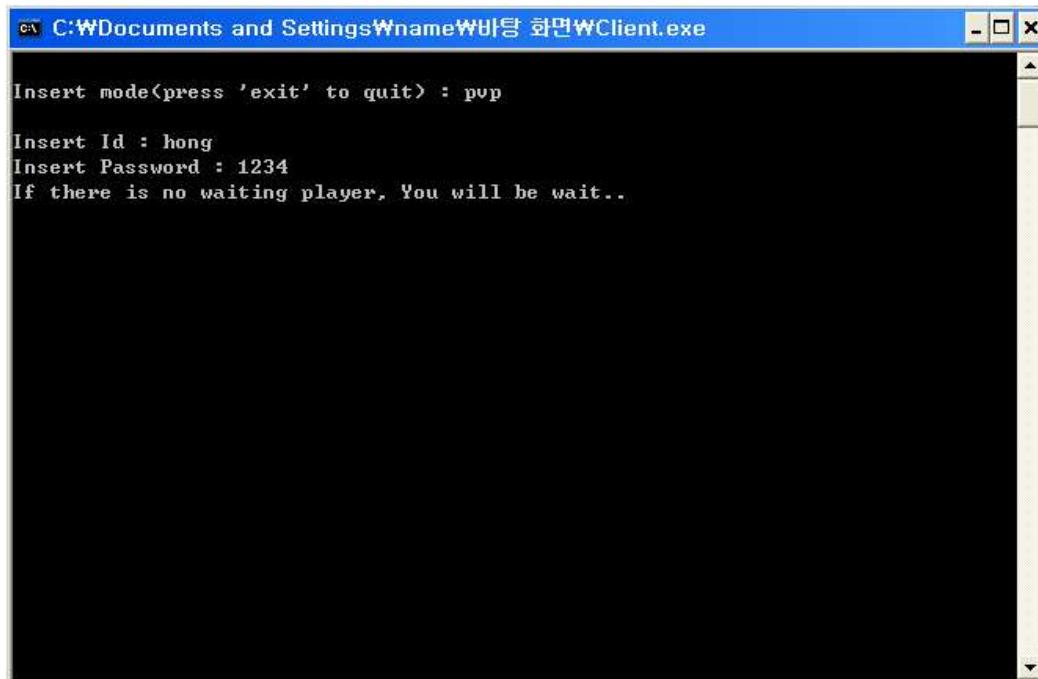 C:₩Documents and Settings₩name₩바탕 화면₩Client.exe
Insert mode(press 'exit' to quit) : pvp
Insert Id : hong
Insert Password : 1234
If there is no waiting player, You will be wait..